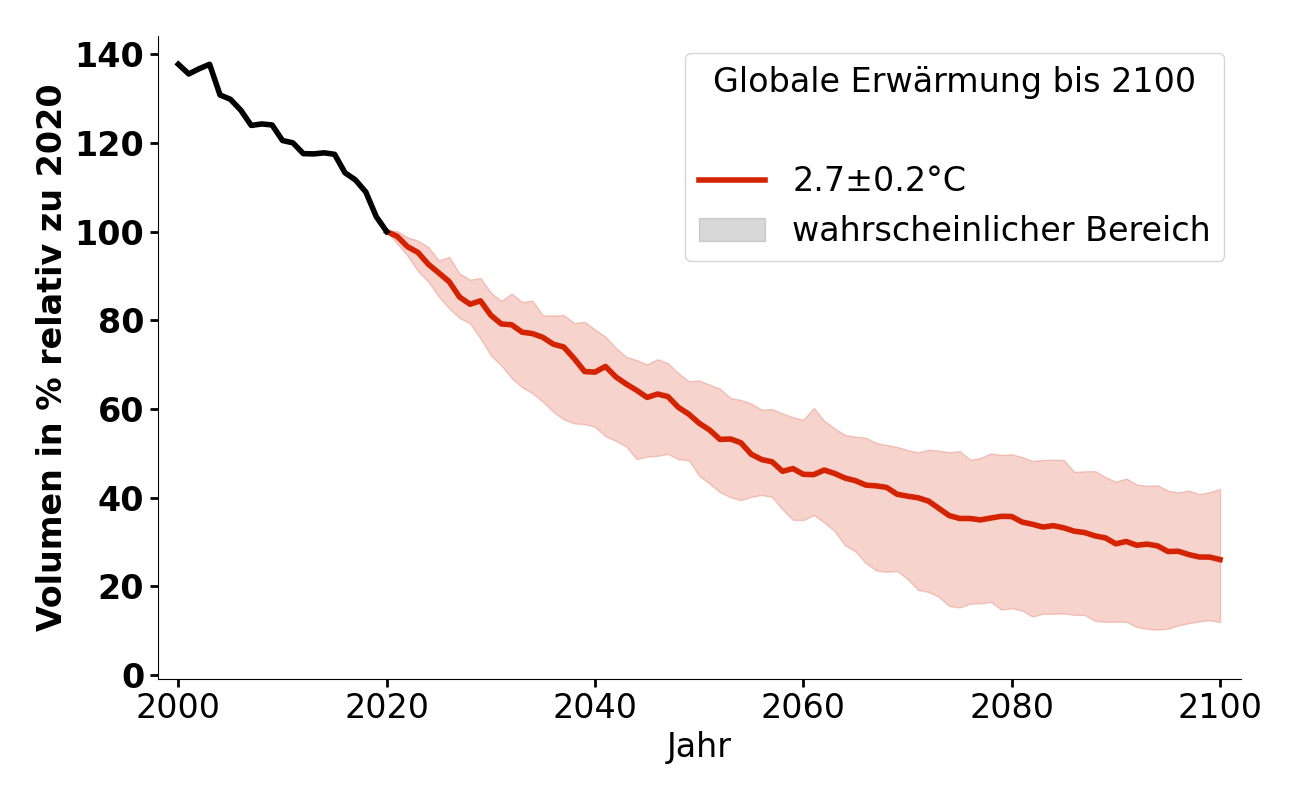 Globale Erwärmung bis 2100
2.7±0.2°C
wahrscheinlicher Bereich
Volumen in % relativ zu 2020
140
120
100
80
60
40
20
0
2000 2020 2040 2060 2080 2100
Jahr